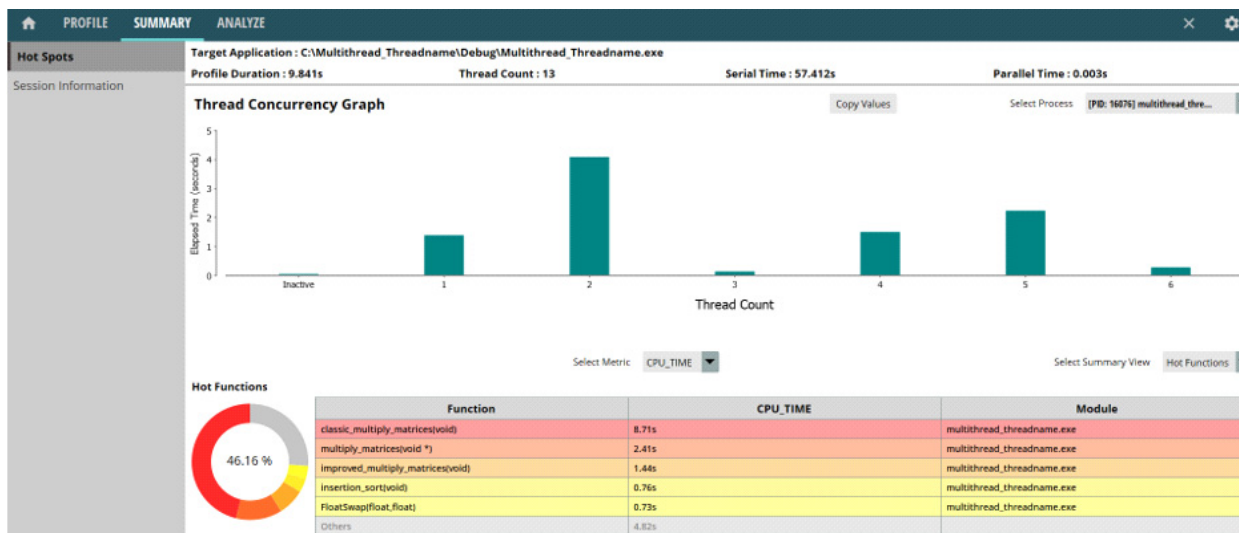 PROFILE SUMMARY ANALYZE
Hot Spots
Session Information
Target Application : C:\Multithread_Threadname\Debug\Multithread_Threadname.exe
Profile Duration : 9.841s Thread Count : 13 Serial Time : 57.412s Parallel Time : 0.003s
Thread Concurrency Graph Copy Values Select Process [PID: 16076] multithread_thre...
Elapsed Time (seconds)
5
4
3
2
1
0
Inactive 1 2 3 4 5 6
Thread Count
Select Metric CPU_TIME Select Summary View Hot Functions
Hot Functions
46.16 %
Function CPU_TIME Module
classic_multiply_matrices(void) 8.71s multithread_threadname.exe
multiply_matrices(void *) 2.41s multithread_threadname.exe
improved_multiply_matrices(void) 1.44s multithread_threadname.exe
insertion_sort(void) 0.76s multithread_threadname.exe
FloatSwap(float,float) 0.73s multithread_threadname.exe
Others 4.82s